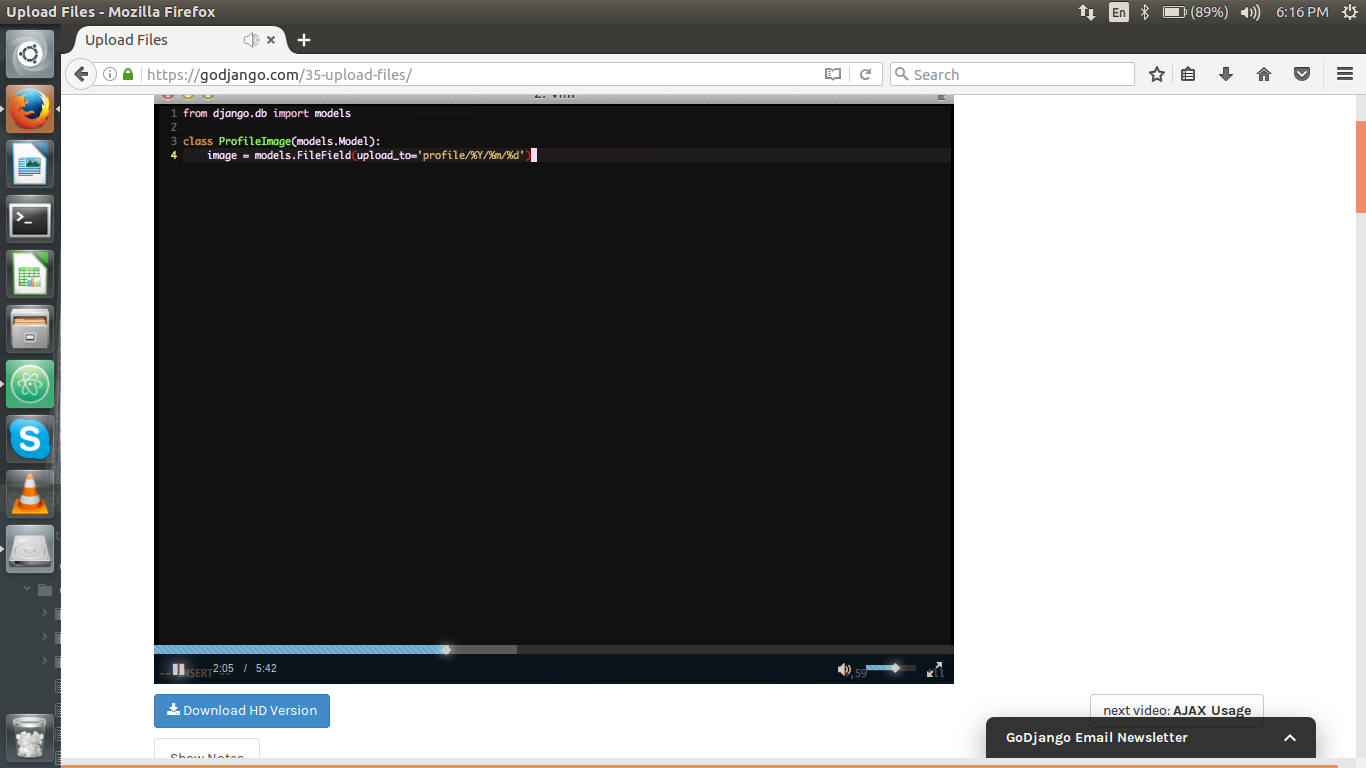 Upload Files - Mozilla Firefox
En
(89%)
6:16 PM
Upload Files
https://godjango.com/35-upload-files/
Search
1 from django.db import models
2
3 class ProfileImage(models.Model):
4 image = models.FileField(upload_to='profile/%Y/%m/%d')
2:05 / 5:42
-- INSERT --
,59
Download HD Version
next video: AJAX Usage
GoDjango Email Newsletter
Show Notes